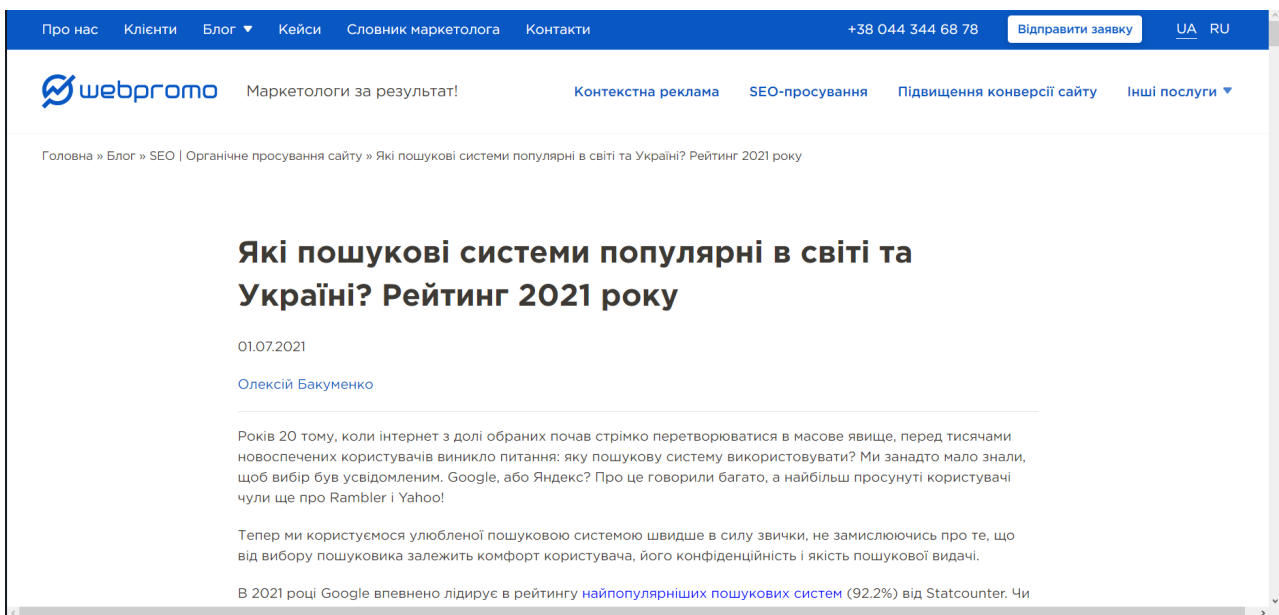 Про нас Клієнти Блог ▼ Кейси Словник маркетолога Контакти +38 044 344 68 78 Відправити заявку UA RU
webpromo Маркетологи за результат! Контекстна реклама SEO-просування Підвищення конверсії сайту Інші послуги ▼
Головна » Блог » SEO | Органічне просування сайту » Які пошукові системи популярні в світі та Україні? Рейтинг 2021 року
Які пошукові системи популярні в світі та
Україні? Рейтинг 2021 року
01.07.2021
Олексій Бакуменко
Років 20 тому, коли інтернет з долі обраних почав стрімко перетворюватися в масове явище, перед тисячами
новоспечених користувачів виникло питання: яку пошукову систему використовувати? Ми занадто мало знали,
щоб вибір був усвідомленим. Google, або Яндекс? Про це говорили багато, а найбільш просунуті користувачі
чули ще про Rambler і Yahoo!
Тепер ми користуємося улюбленої пошуковою системою швидше в силу звички, не замислюючись про те, що
від вибору пошуковика залежить комфорт користувача, його конфіденційність і якість пошукової видачі.
В 2021 році Google впевнено лідирує в рейтингу найпопулярніших пошукових систем (92.2%) від Statcounter. Чи